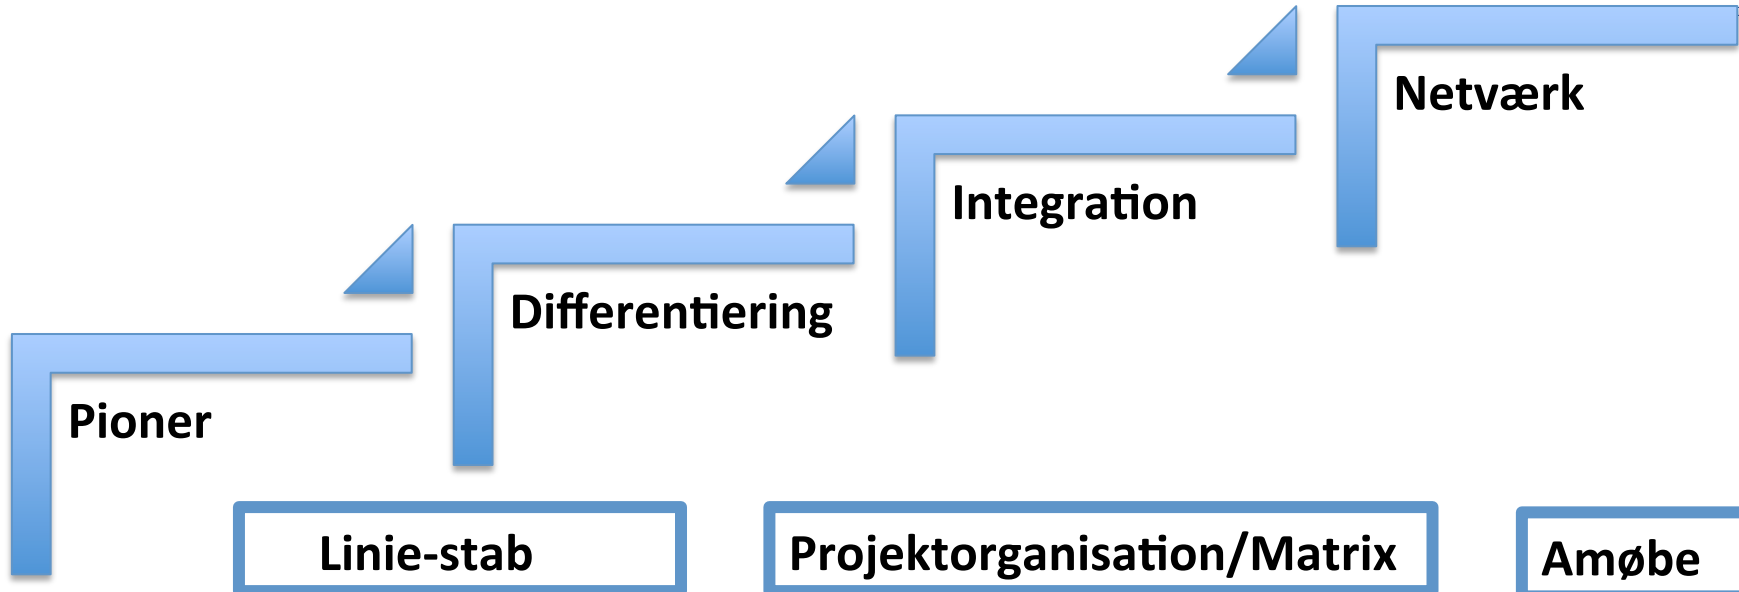 Netværk
Integration
Differentiering
Pioner
Linie-stab
Projektorganisation/Matrix
Amøbe